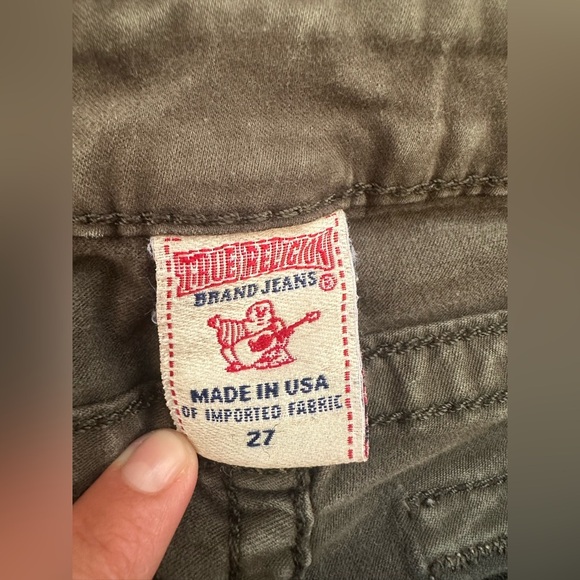 TRUE RELIGION
BRAND JEANS ®
MADE IN USA
OF IMPORTED FABRIC
27